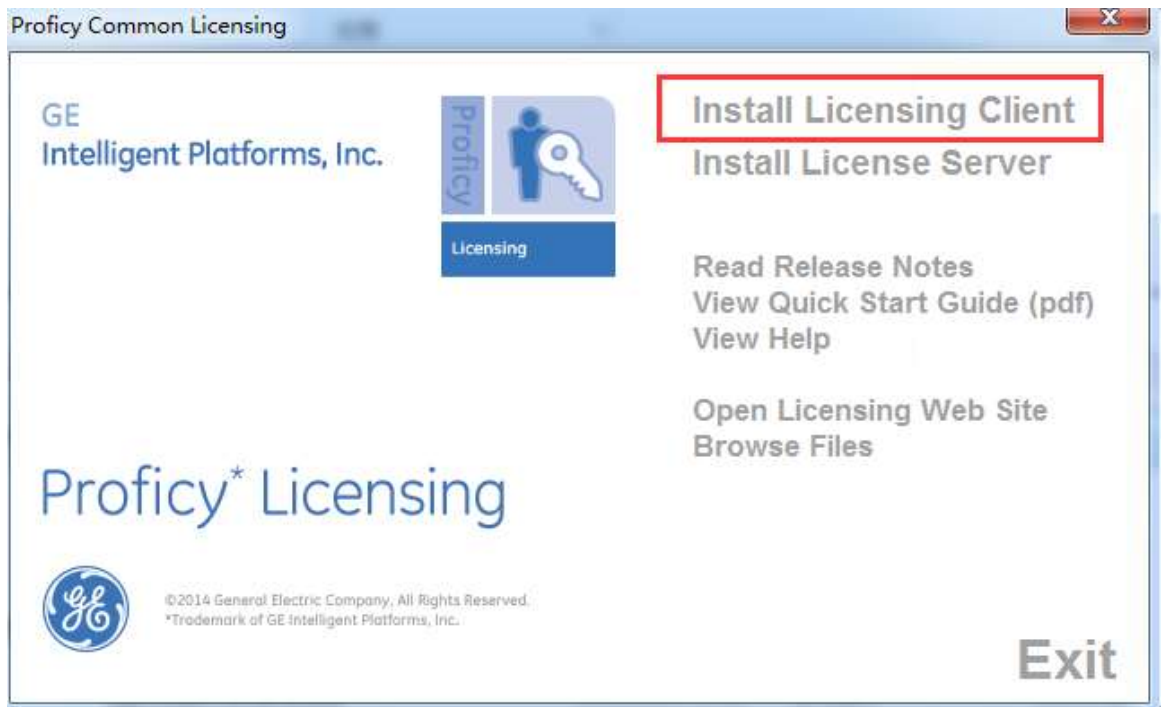 Proficy Common Licensing
GE
Intelligent Platforms, Inc.
Proficy
Licensing
Install Licensing Client
Install License Server
Read Release Notes
View Quick Start Guide (pdf)
View Help
Open Licensing Web Site
Browse Files
Proficy* Licensing
GE
©2014 General Electric Company, All Rights Reserved.
*Trademark of GE Intelligent Platforms, Inc.
Exit